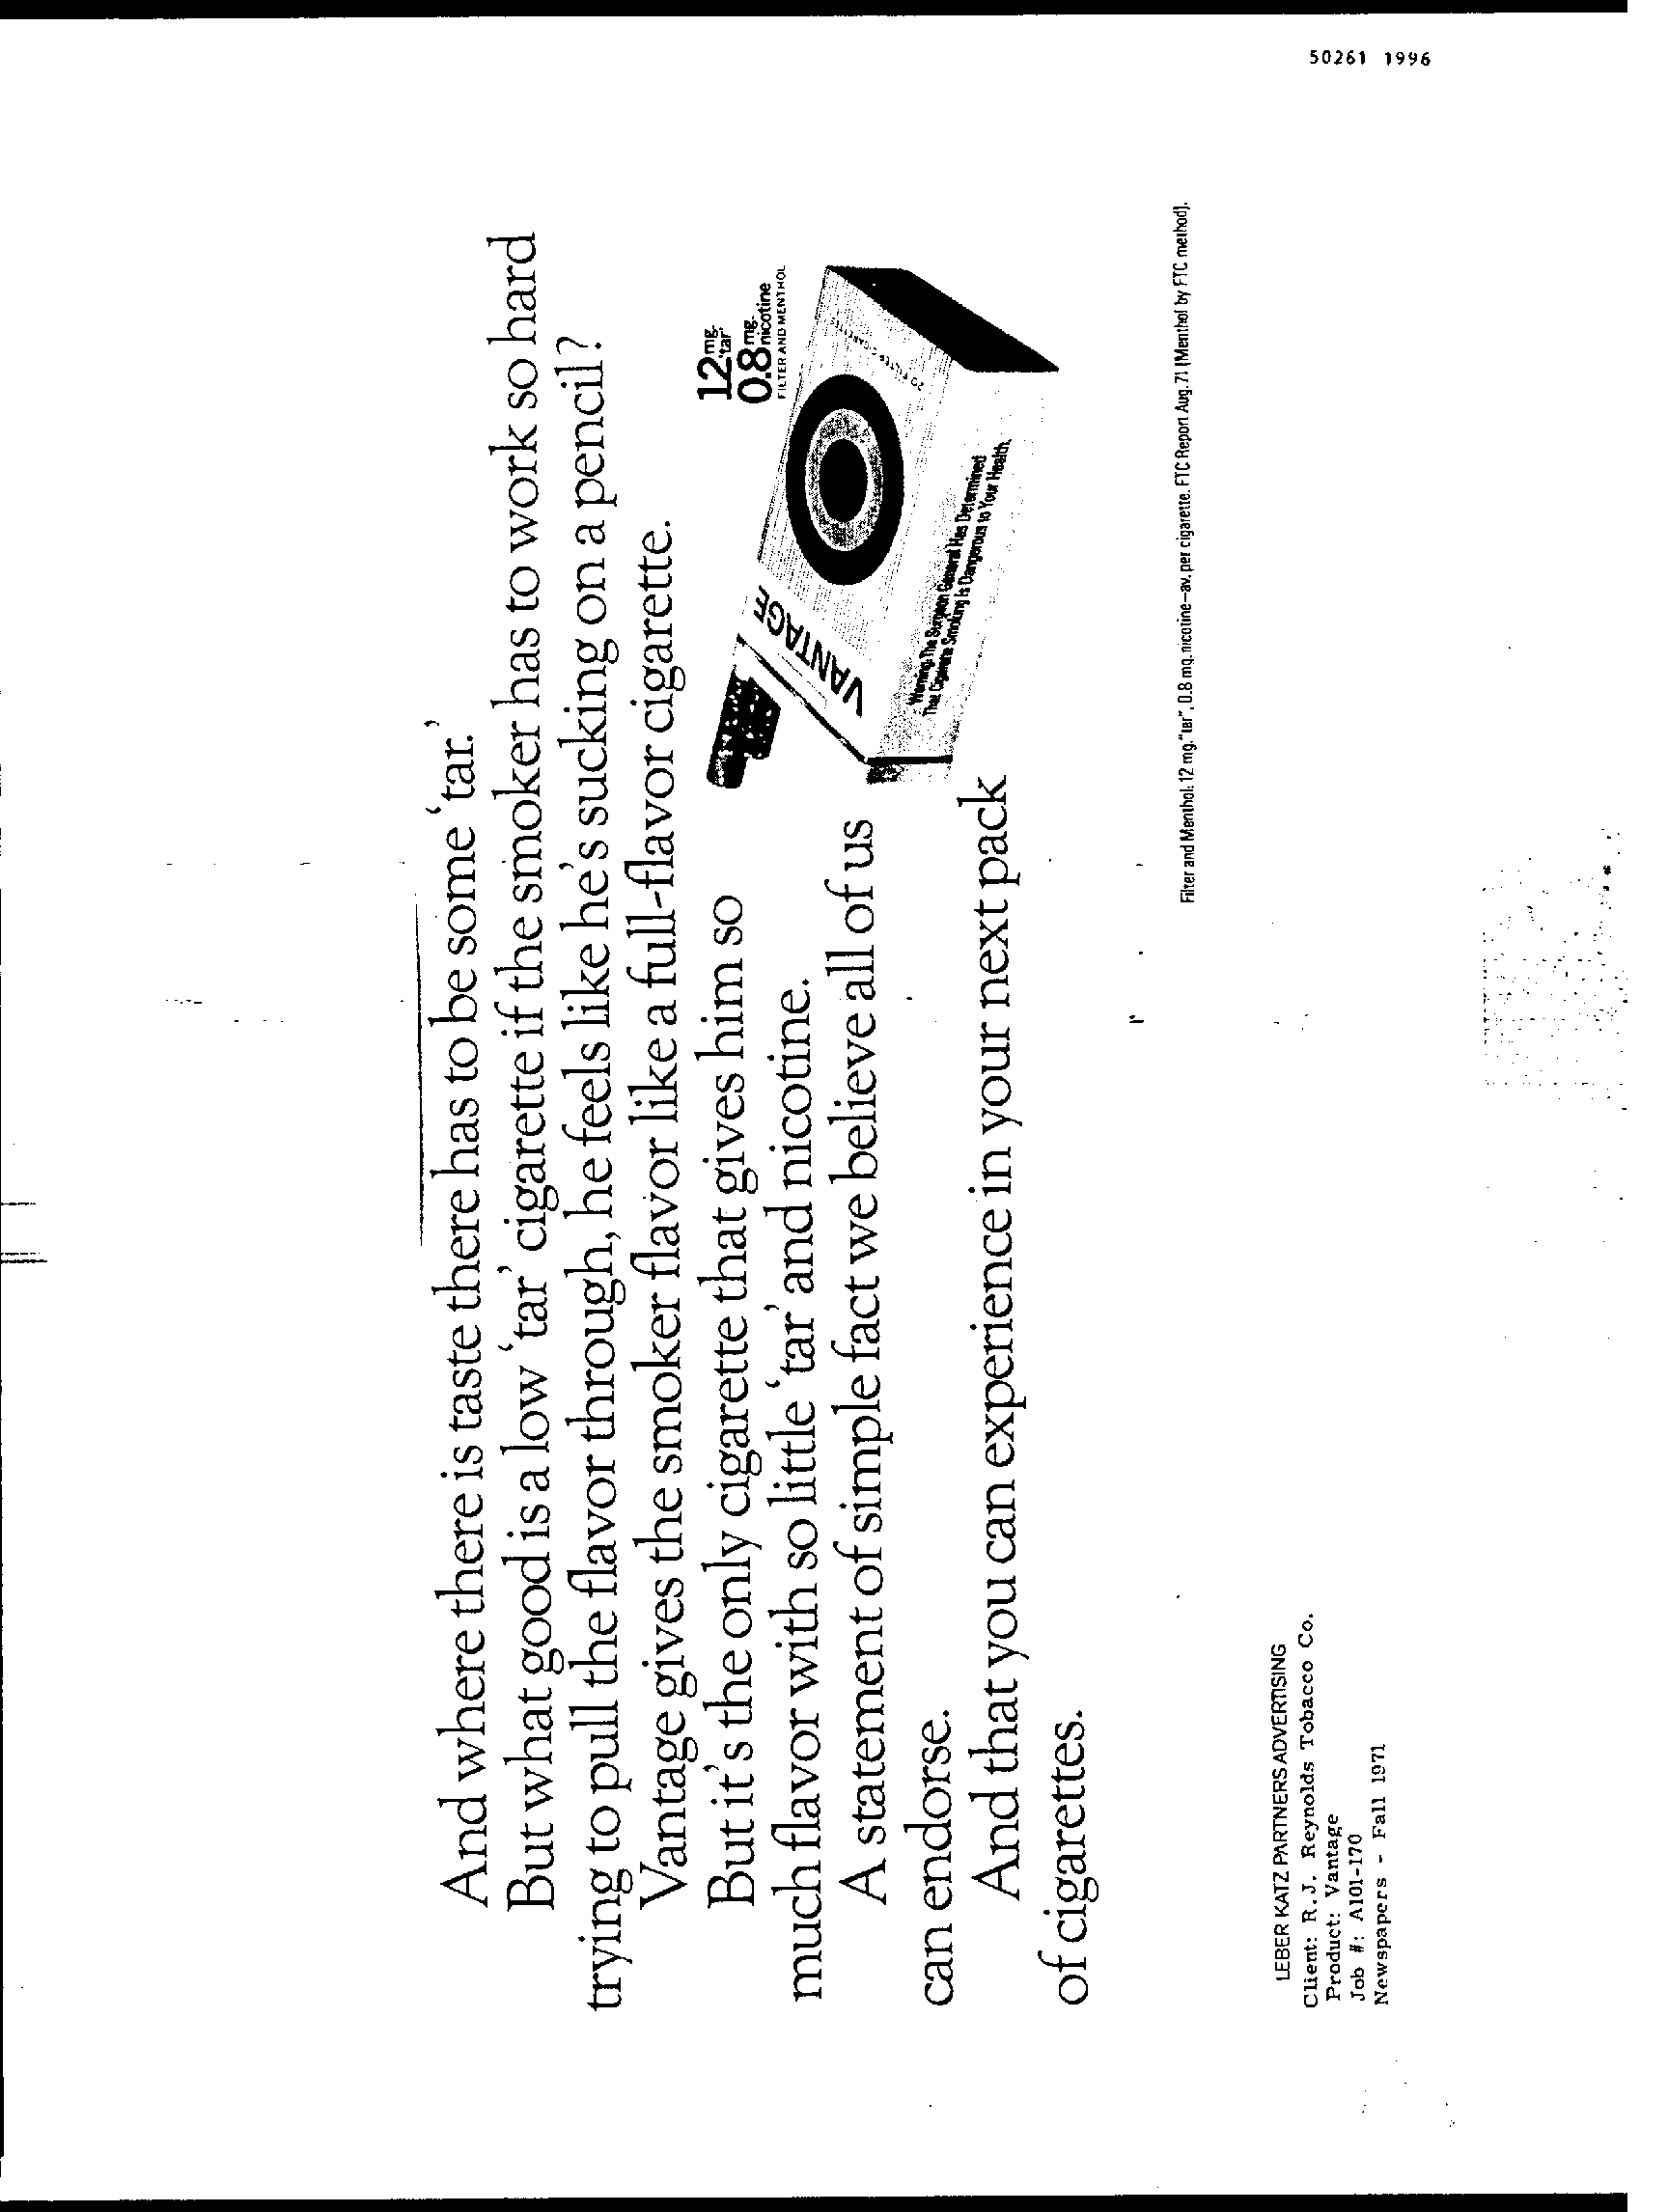 50261 1996
And where there is taste there has to be some ‘tar.’
But what good is a low ‘tar’ cigarette if the smoker has to work so hard
trying to pull the flavor through, he feels like he's sucking on a pencil?
Vantage gives the smoker flavor like a full-flavor cigarette.
But it's the only cigarette that gives him so
much flavor with so little ‘tar’ and nicotine.
A statement of simple fact we believe all of us
can endorse.
And that you can experience in your next pack
of cigarettes.
12 mg. ‘tar’
0.8 mg. nicotine
FILTER AND MENTHOL
VANTAGE
20 FILTER CIGARETTES
Warning: The Surgeon General Has Determined
That Cigarette Smoking Is Dangerous to Your Health.
Filter and Menthol: 12 mg. "tar", 0.8 mg. nicotine—av. per cigarette. FTC Report Aug. 71 (Menthol by FTC method).
LEBER KATZ PARTNERS ADVERTISING
Client: R.J. Reynolds Tobacco Co.
Product: Vantage
Job #: A101-170
Newspapers - Fall 1971